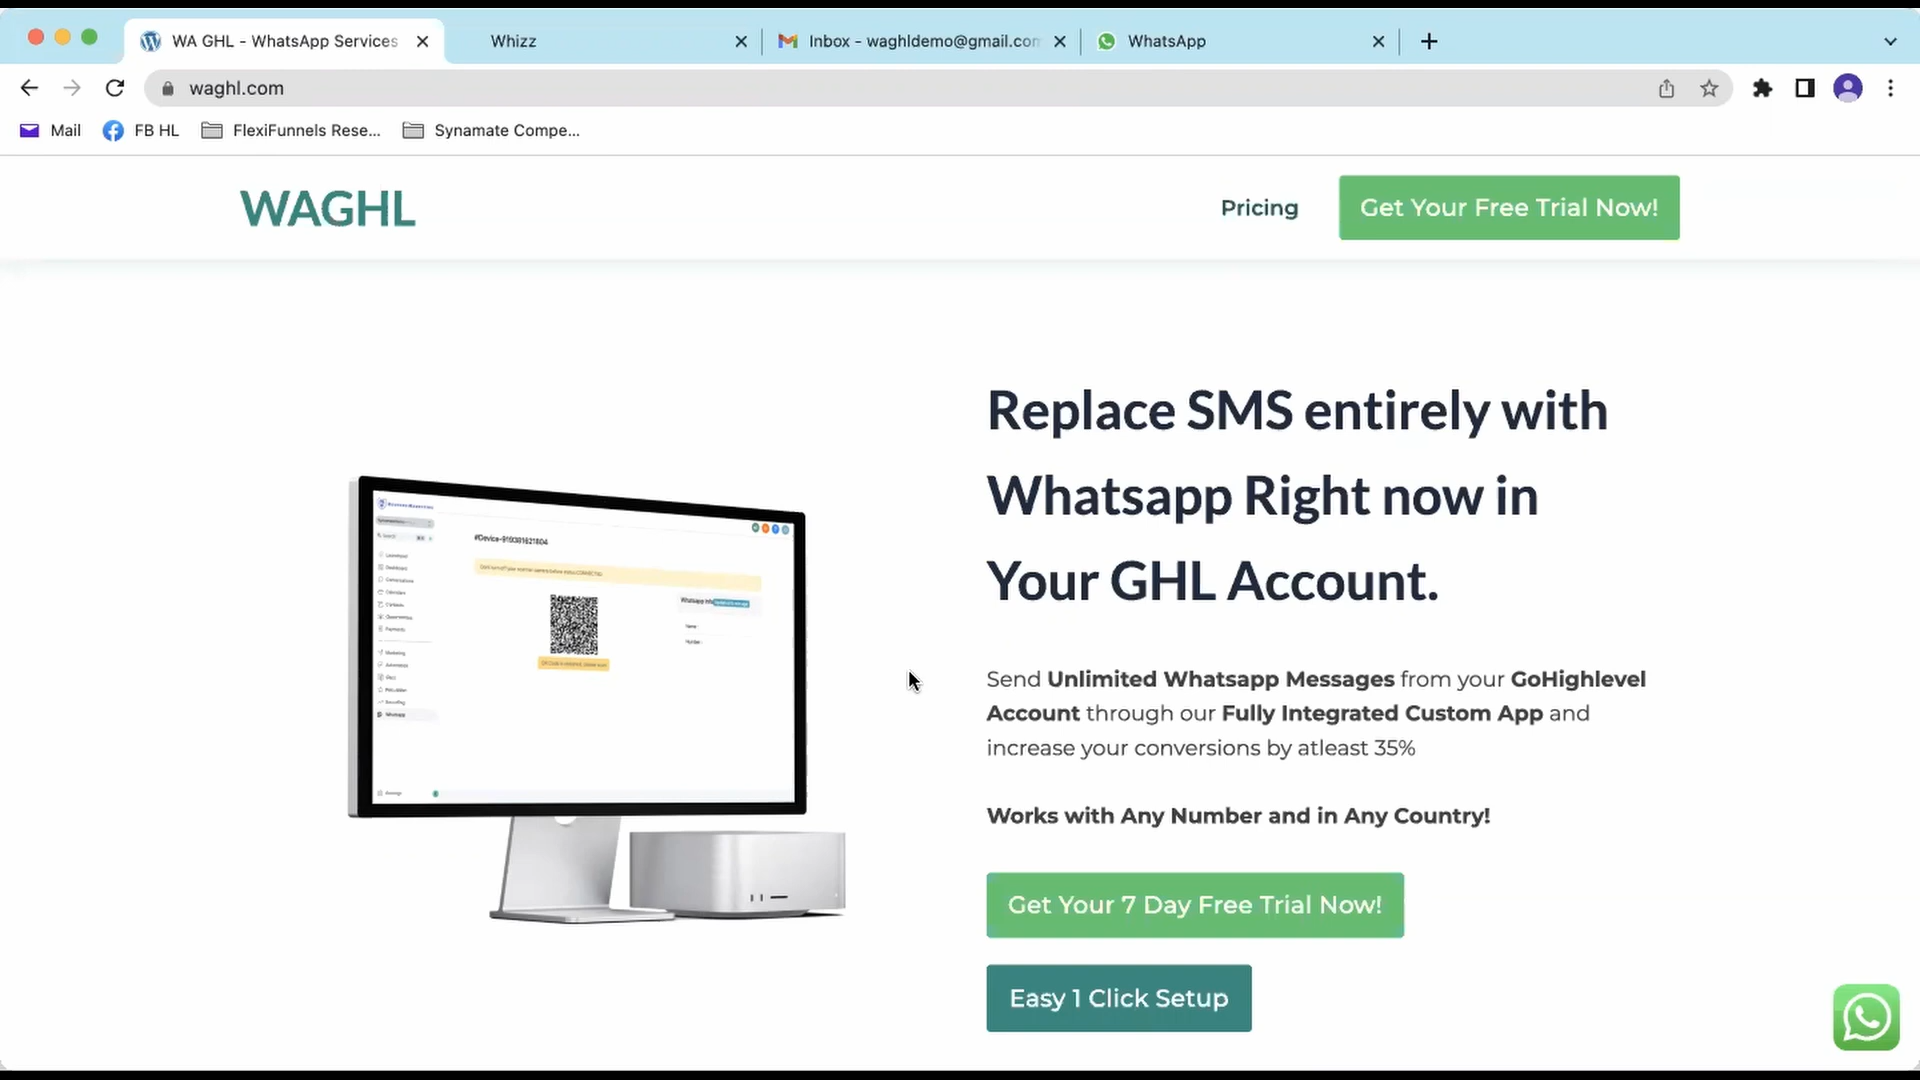 WA GHL - WhatsApp Services
Whizz
Inbox - waghldemo@gmail.con
WhatsApp
waghl.com
Mail
FB HL
FlexiFunnels Rese...
Synamate Compe...
WAGHL
Pricing
Get Your Free Trial Now!
Replace SMS entirely with
Whatsapp Right now in
Your GHL Account.
Send Unlimited Whatsapp Messages from your GoHighlevel
Account through our Fully Integrated Custom App and
increase your conversions by atleast 35%
Works with Any Number and in Any Country!
Get Your 7 Day Free Trial Now!
Easy 1 Click Setup
#Device-919381621804